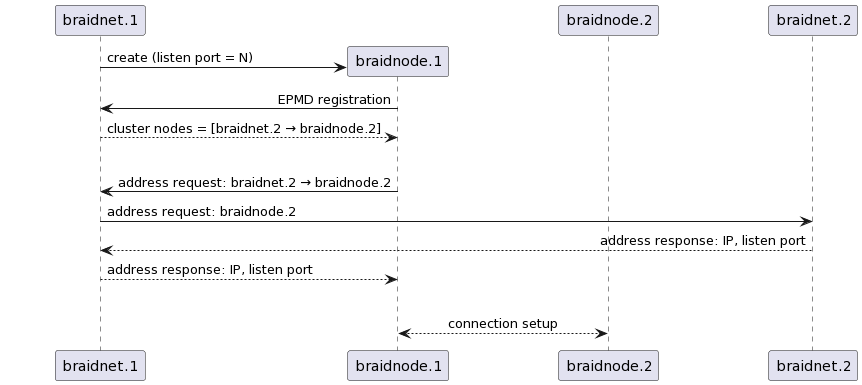 braidnet.1
braidnode.2
braidnet.2
create (listen port = N)
braidnode.1
EPMD registration
cluster nodes = [braidnet.2 → braidnode.2]
address request: braidnet.2 → braidnode.2
address request: braidnode.2
address response: IP, listen port
address response: IP, listen port
connection setup
braidnet.1
braidnode.1
braidnode.2
braidnet.2